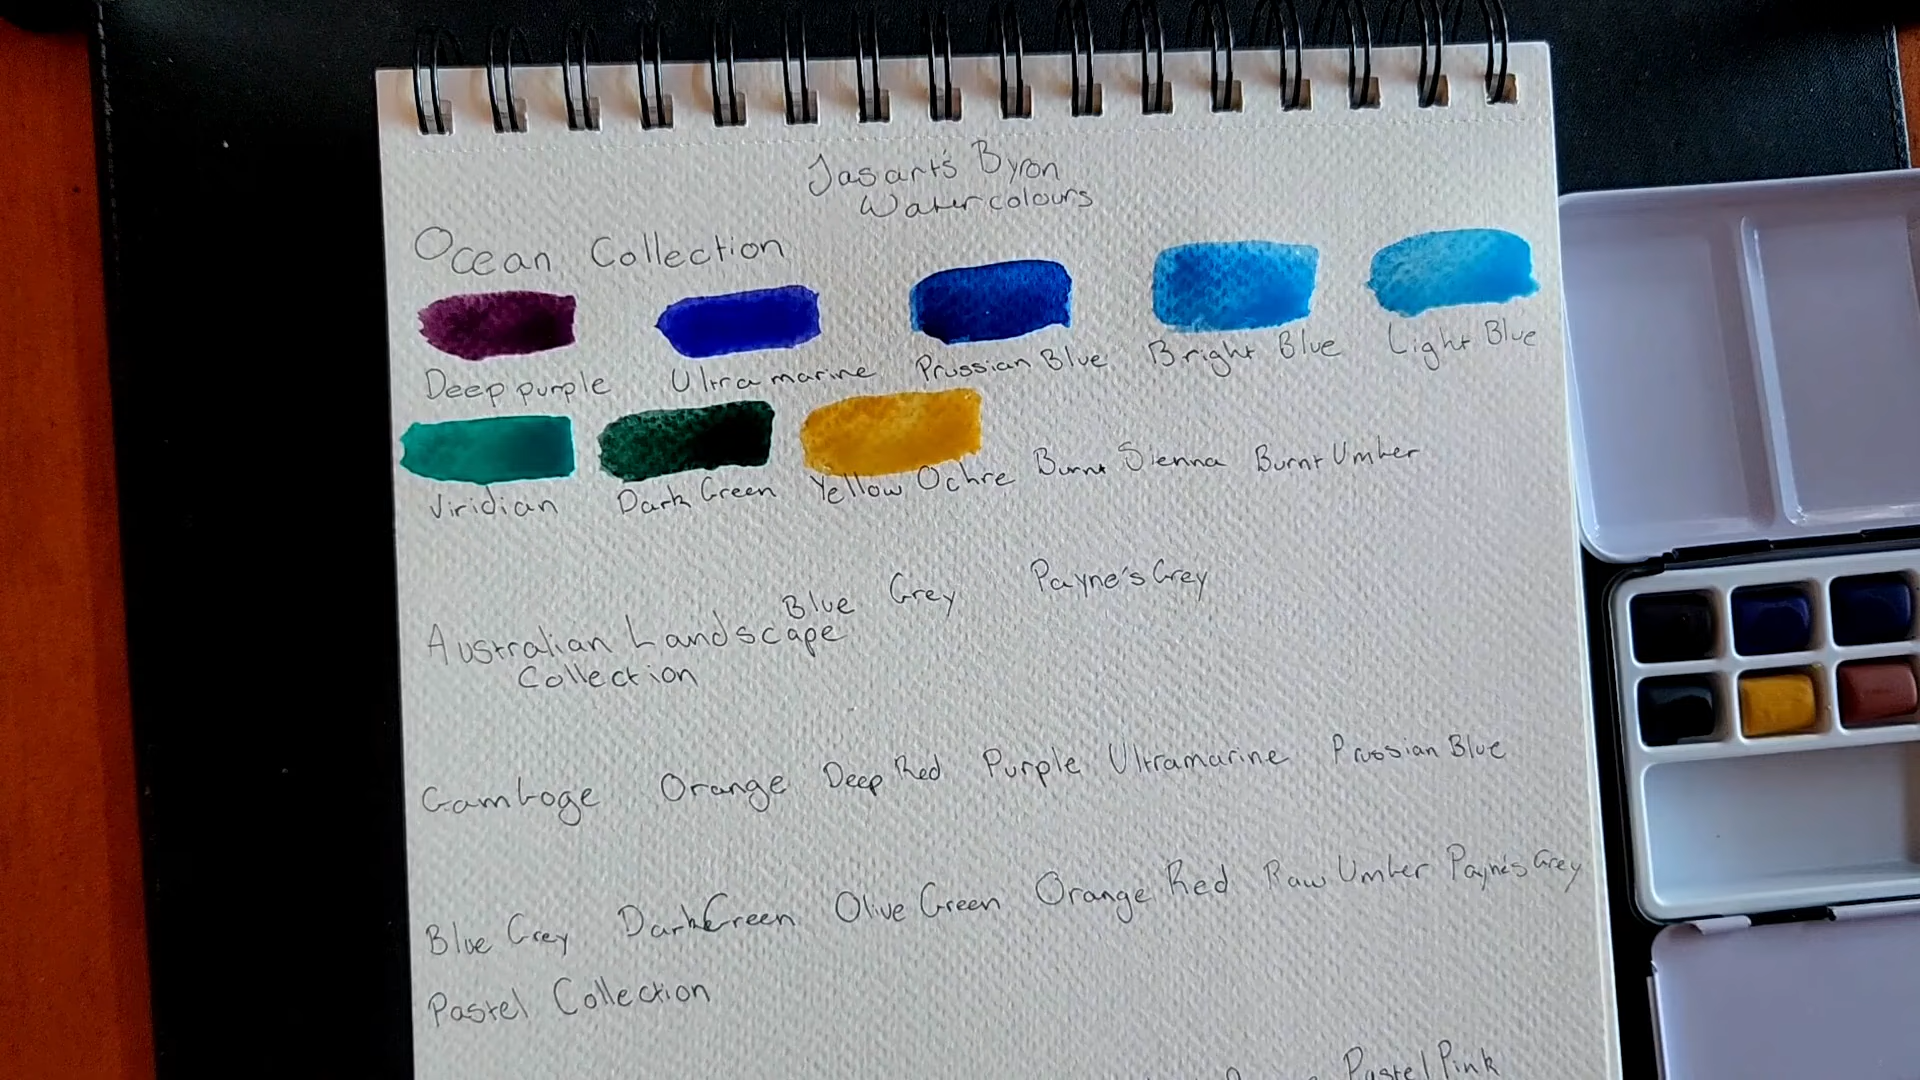 Jasart's Byron
Watercolours
Ocean Collection
Deep purple Ultramarine Prussian Blue Bright Blue Light Blue
Viridian Dark Green Yellow Ochre Burnt Sienna Burnt Umber
Blue Grey Payne's Grey
Australian Landscape
Collection
Gamboge Orange Deep Red Purple Ultramarine Prussian Blue
Blue Grey Dark Green Olive Green Orange Red Raw Umber Payne's Grey
Pastel Collection
Pastel Pink